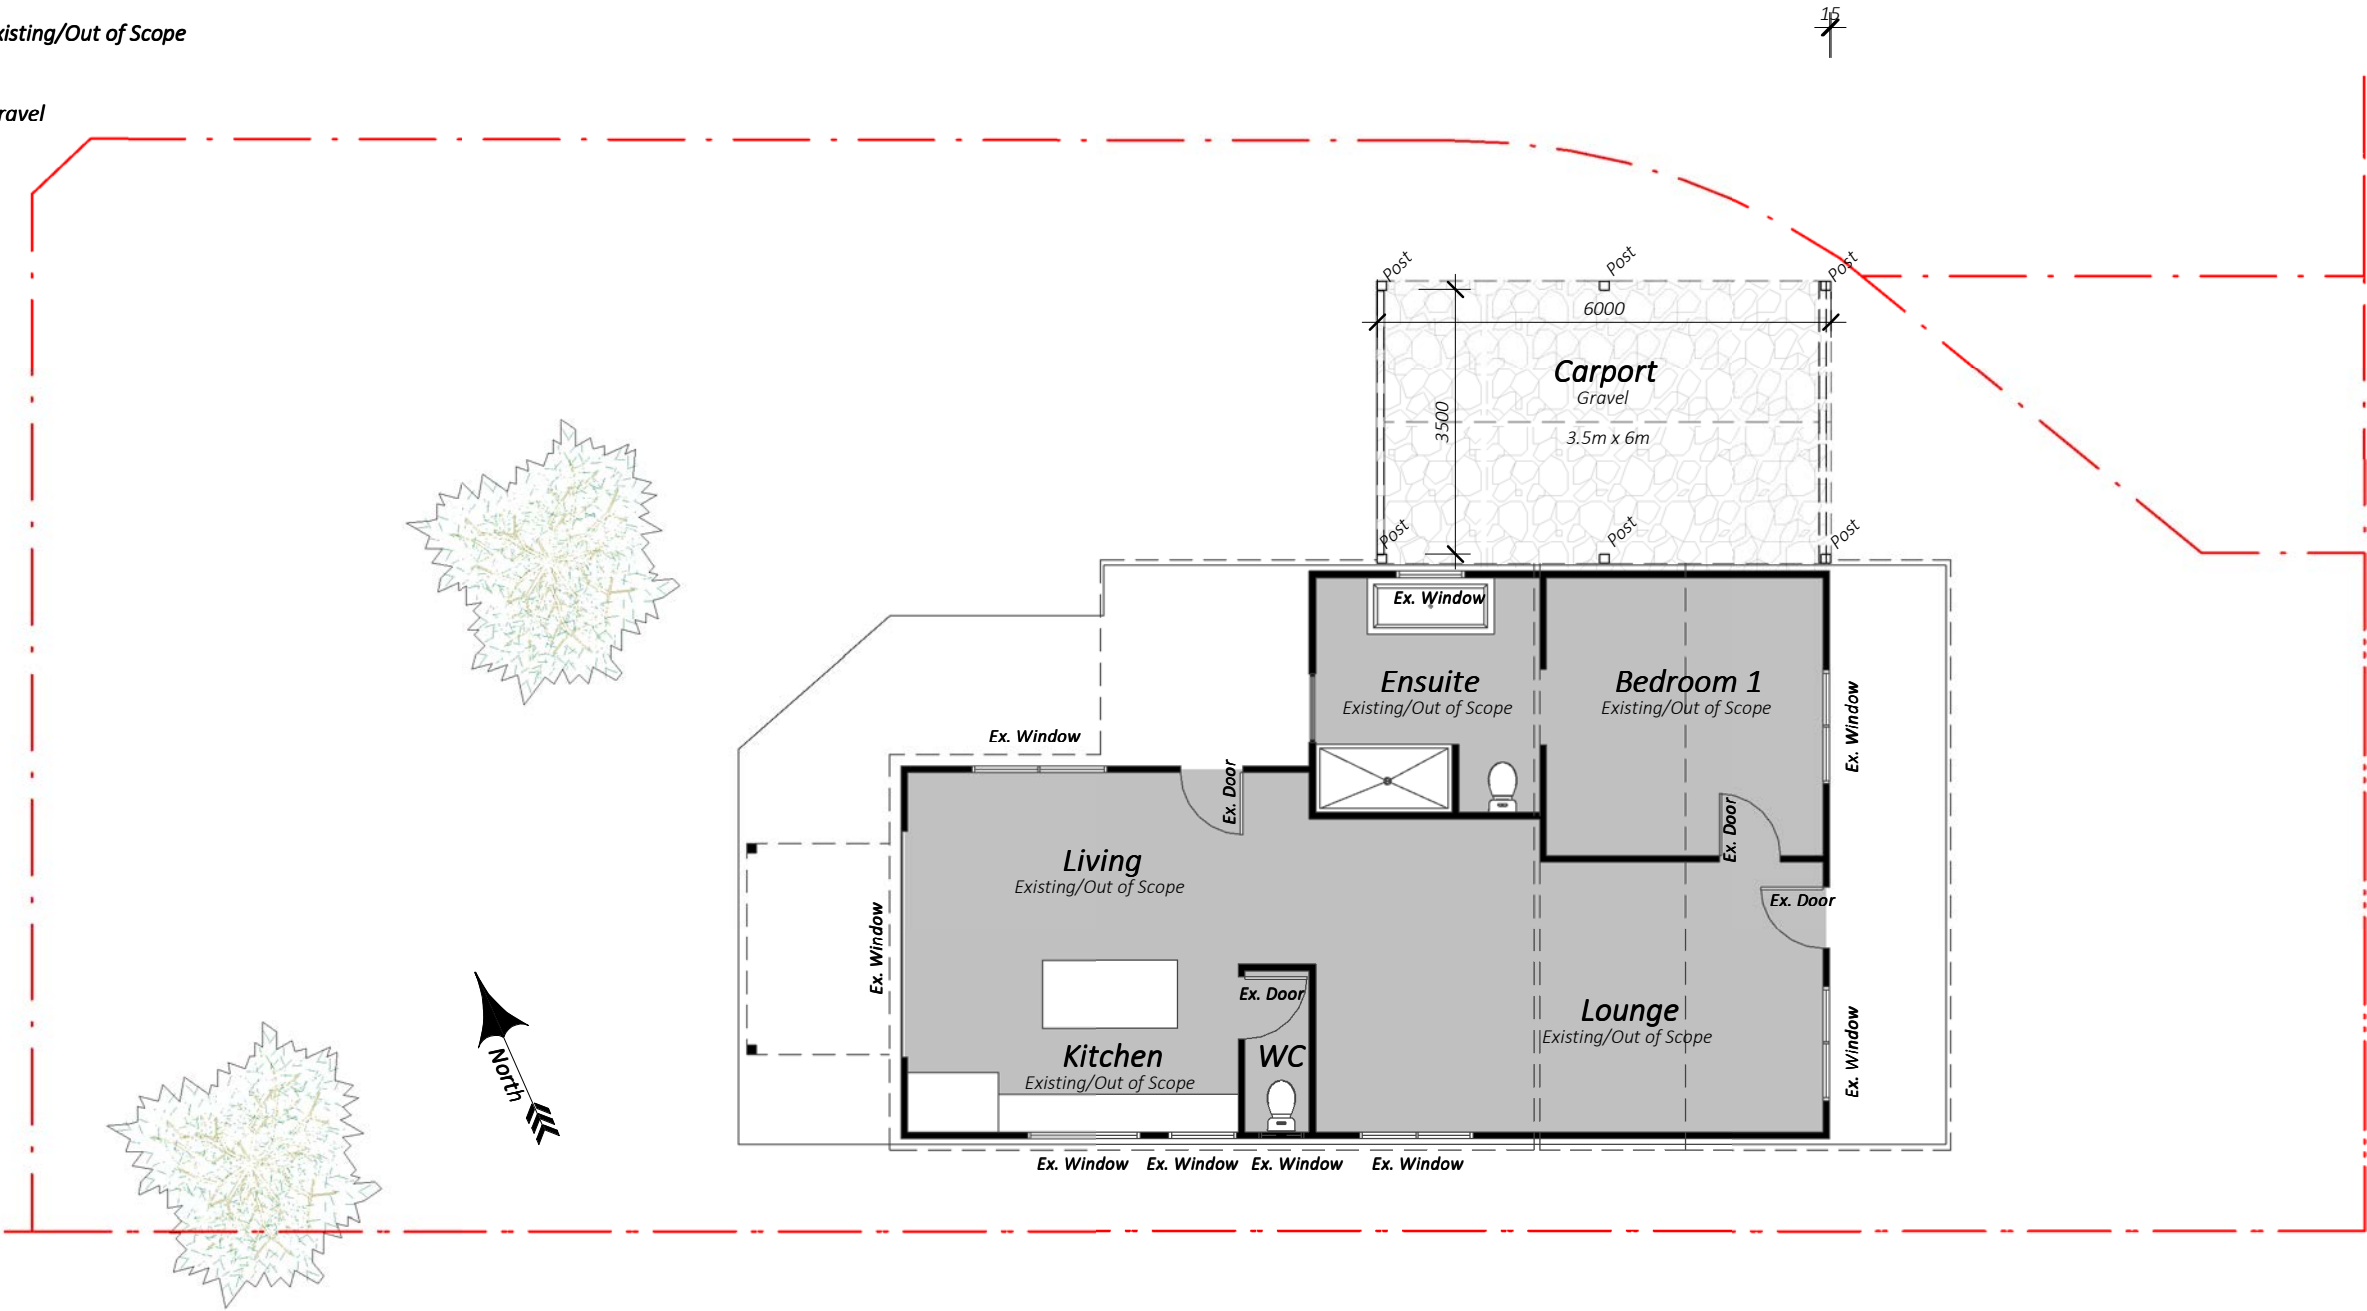 15
xisting/Out of Scope
ravel
Post
Post
Post
6000
Carport
Gravel
3500
3.5m x 6m
Post
Post
Post
Ex. Window
Ensuite
Existing/Out of Scope
Bedroom 1
Existing/Out of Scope
Ex. Window
Ex. Window
Ex. Door
Ex. Door
Living
Existing/Out of Scope
Ex. Door
Ex. Window
Ex. Door
Lounge
Existing/Out of Scope
Ex. Window
Kitchen
Existing/Out of Scope
WC
North
Ex. Window
Ex. Window
Ex. Window
Ex. Window